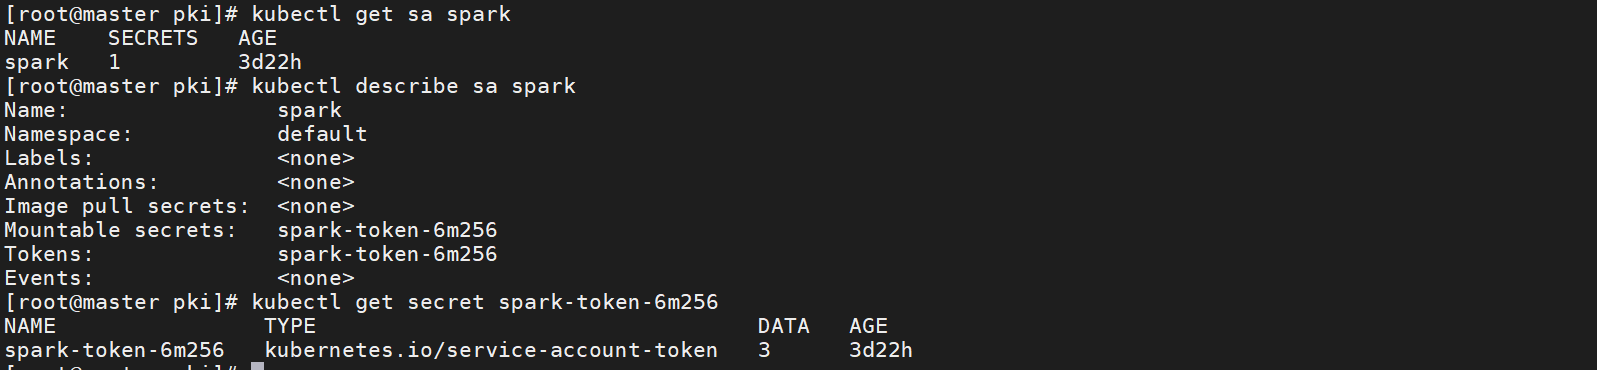 [root@master pki]# kubectl get sa spark
NAME    SECRETS   AGE
spark   1         3d22h
[root@master pki]# kubectl describe sa spark
Name:                spark
Namespace:           default
Labels:              <none>
Annotations:         <none>
Image pull secrets:  <none>
Mountable secrets:   spark-token-6m256
Tokens:              spark-token-6m256
Events:              <none>
[root@master pki]# kubectl get secret spark-token-6m256
NAME                TYPE                                  DATA   AGE
spark-token-6m256   kubernetes.io/service-account-token   3      3d22h
[root@master pki]#